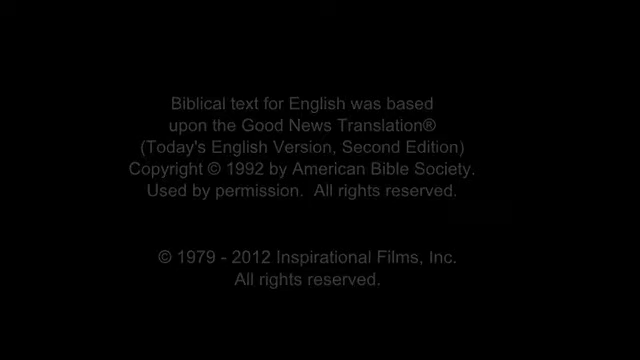 Biblical text for English was based
upon the Good News Translation®
(Today's English Version, Second Edition)
Copyright © 1992 by American Bible Society.
Used by permission.  All rights reserved.
© 1979 - 2012 Inspirational Films, Inc.
All rights reserved.